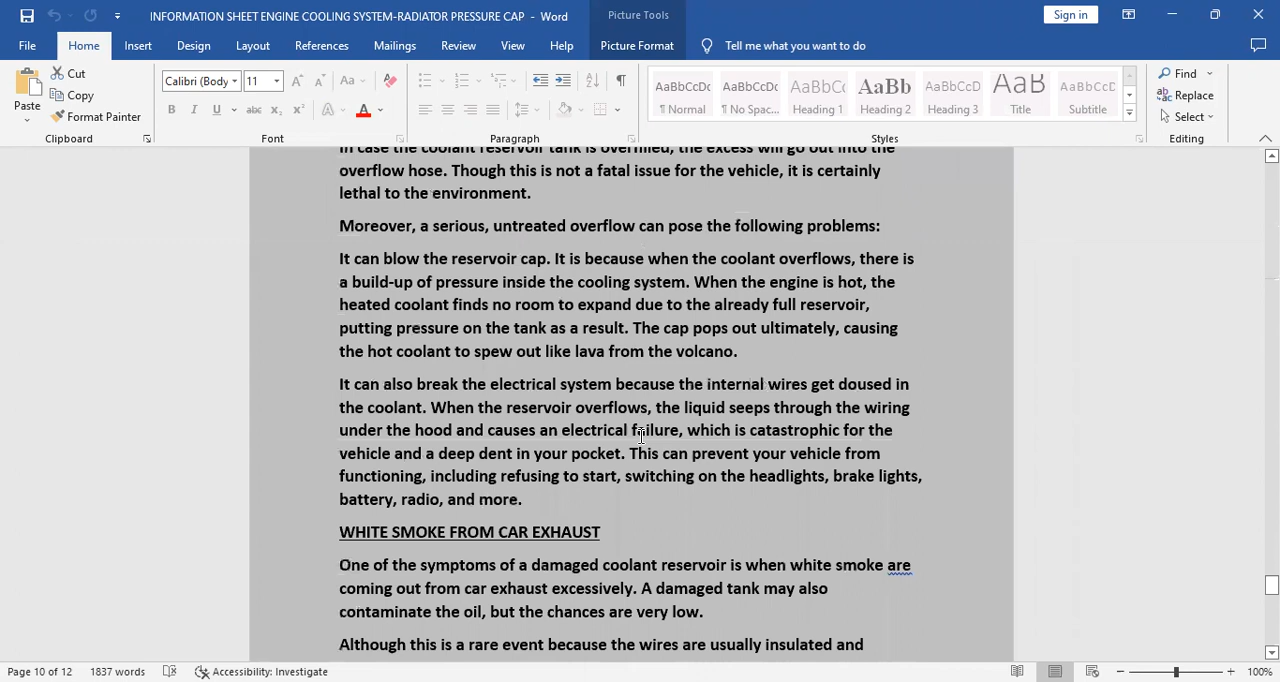 INFORMATION SHEET ENGINE COOLING SYSTEM-RADIATOR PRESSURE CAP - Word
Picture Tools
Sign in
File Home Insert Design Layout References Mailings Review View Help Picture Format Tell me what you want to do
Paste
Cut
Copy
Format Painter
Clipboard
Calibri (Body 11
Font
Paragraph
AaBbCcDc AaBbCcDc AaBbCc AaBb AaBbCcD AaB AaBbCcD
¶ Normal ¶ No Spac... Heading 1 Heading 2 Heading 3 Title Subtitle
Styles
Find
Replace
Select
Editing
In case the coolant reservoir tank is overfilled, the excess will go out into the
overflow hose. Though this is not a fatal issue for the vehicle, it is certainly
lethal to the environment.
Moreover, a serious, untreated overflow can pose the following problems:
It can blow the reservoir cap. It is because when the coolant overflows, there is
a build-up of pressure inside the cooling system. When the engine is hot, the
heated coolant finds no room to expand due to the already full reservoir,
putting pressure on the tank as a result. The cap pops out ultimately, causing
the hot coolant to spew out like lava from the volcano.
It can also break the electrical system because the internal wires get doused in
the coolant. When the reservoir overflows, the liquid seeps through the wiring
under the hood and causes an electrical failure, which is catastrophic for the
vehicle and a deep dent in your pocket. This can prevent your vehicle from
functioning, including refusing to start, switching on the headlights, brake lights,
battery, radio, and more.
WHITE SMOKE FROM CAR EXHAUST
One of the symptoms of a damaged coolant reservoir is when white smoke are
coming out from car exhaust excessively. A damaged tank may also
contaminate the oil, but the chances are very low.
Although this is a rare event because the wires are usually insulated and
Page 10 of 12 1837 words Accessibility: Investigate 100%